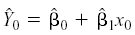 Ŷ₀ = β̂₀ + β̂₁x₀